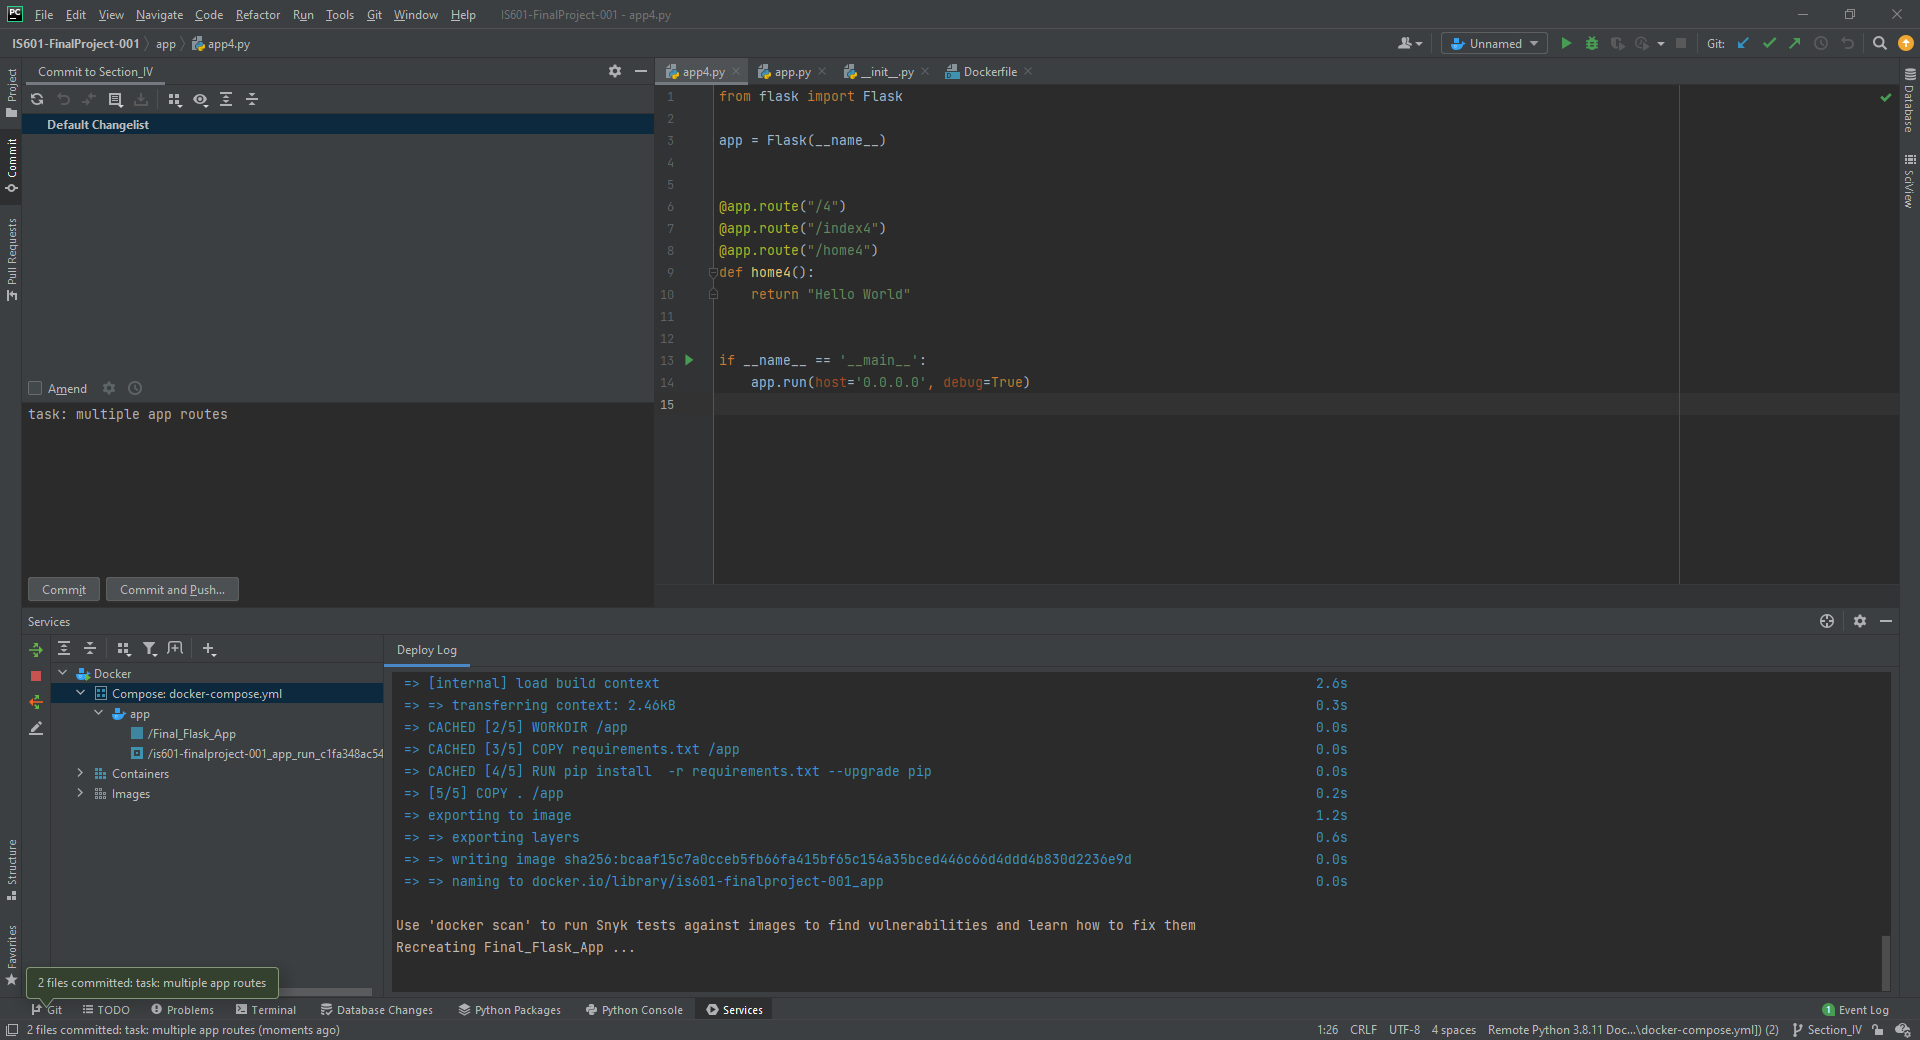 PC File Edit View Navigate Code Refactor Run Tools Git Window Help IS601-FinalProject-001 - app4.py
IS601-FinalProject-001 app app4.py Unnamed Git:
Project
Commit
Pull Requests
Structure
Favorites
Commit to Section_IV
Default Changelist
Amend
task: multiple app routes
Commit Commit and Push...
app4.py app.py __init__.py Dockerfile
1 from flask import Flask
2
3 app = Flask(__name__)
4
5
6 @app.route("/4")
7 @app.route("/index4")
8 @app.route("/home4")
9 def home4():
10 return "Hello World"
11
12
13 if __name__ == '__main__':
14 app.run(host='0.0.0.0', debug=True)
15
Database
SciView
Services
Docker
Compose: docker-compose.yml
app
/Final_Flask_App
/is601-finalproject-001_app_run_c1fa348ac54
Containers
Images
Deploy Log
=> [internal] load build context 2.6s
=> => transferring context: 2.46kB 0.3s
=> CACHED [2/5] WORKDIR /app 0.0s
=> CACHED [3/5] COPY requirements.txt /app 0.0s
=> CACHED [4/5] RUN pip install  -r requirements.txt --upgrade pip 0.0s
=> [5/5] COPY . /app 0.2s
=> exporting to image 1.2s
=> => exporting layers 0.6s
=> => writing image sha256:bcaaf15c7a0cceb5fb66fa415bf65c154a35bced446c66d4ddd4b830d2236e9d 0.0s
=> => naming to docker.io/library/is601-finalproject-001_app 0.0s
Use 'docker scan' to run Snyk tests against images to find vulnerabilities and learn how to fix them
Recreating Final_Flask_App ...
2 files committed: task: multiple app routes
Git TODO Problems Terminal Database Changes Python Packages Python Console Services 1 Event Log
2 files committed: task: multiple app routes (moments ago) 1:26 CRLF UTF-8 4 spaces Remote Python 3.8.11 Doc...\docker-compose.yml]) (2) Section_IV